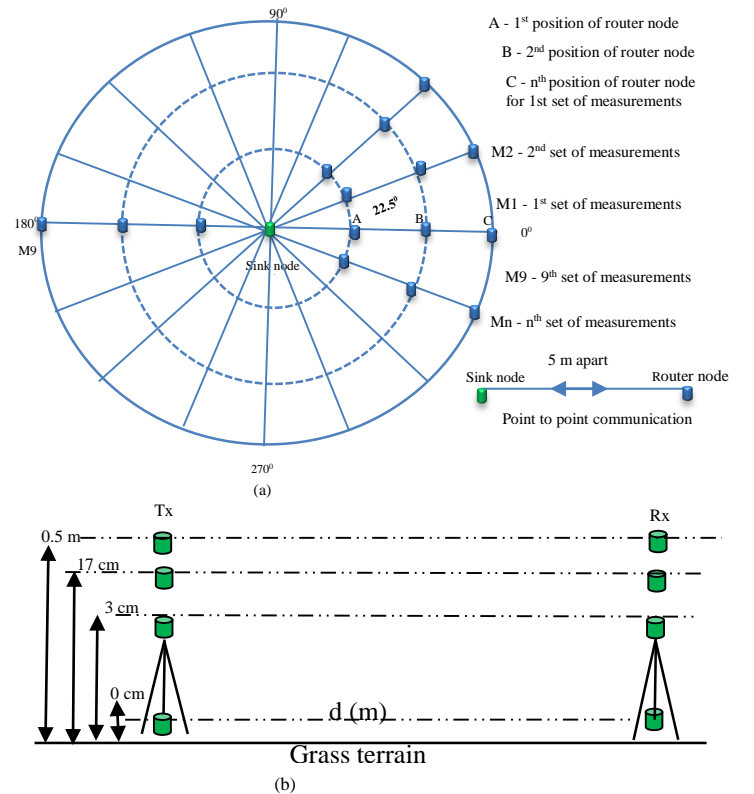 90⁰
A - 1ˢᵗ position of router node
B - 2ⁿᵈ position of router node
C - nᵗʰ position of router node
for 1st set of measurements
M2 - 2ⁿᵈ set of measurements
22.5⁰
M1 - 1ˢᵗ set of measurements
180⁰
A
B
C
0⁰
M9
Sink node
M9 - 9ᵗʰ set of measurements
Mn - nᵗʰ set of measurements
5 m apart
Sink node
Router node
Point to point communication
270⁰
(a)
Tx
Rx
0.5 m
17 cm
3 cm
0 cm
d (m)
Grass terrain
(b)